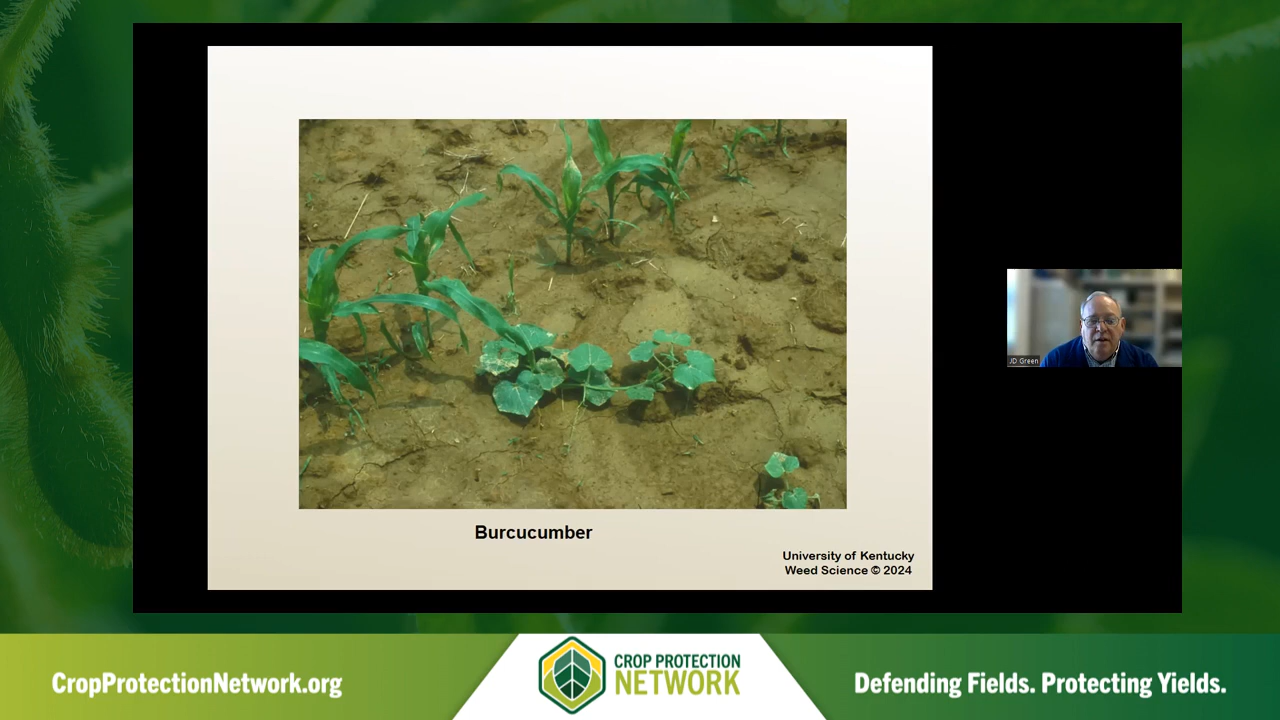 Burcucumber
University of Kentucky
Weed Science © 2024
JD Green
CropProtectionNetwork.org
CROP PROTECTION
NETWORK
Defending Fields. Protecting Yields.